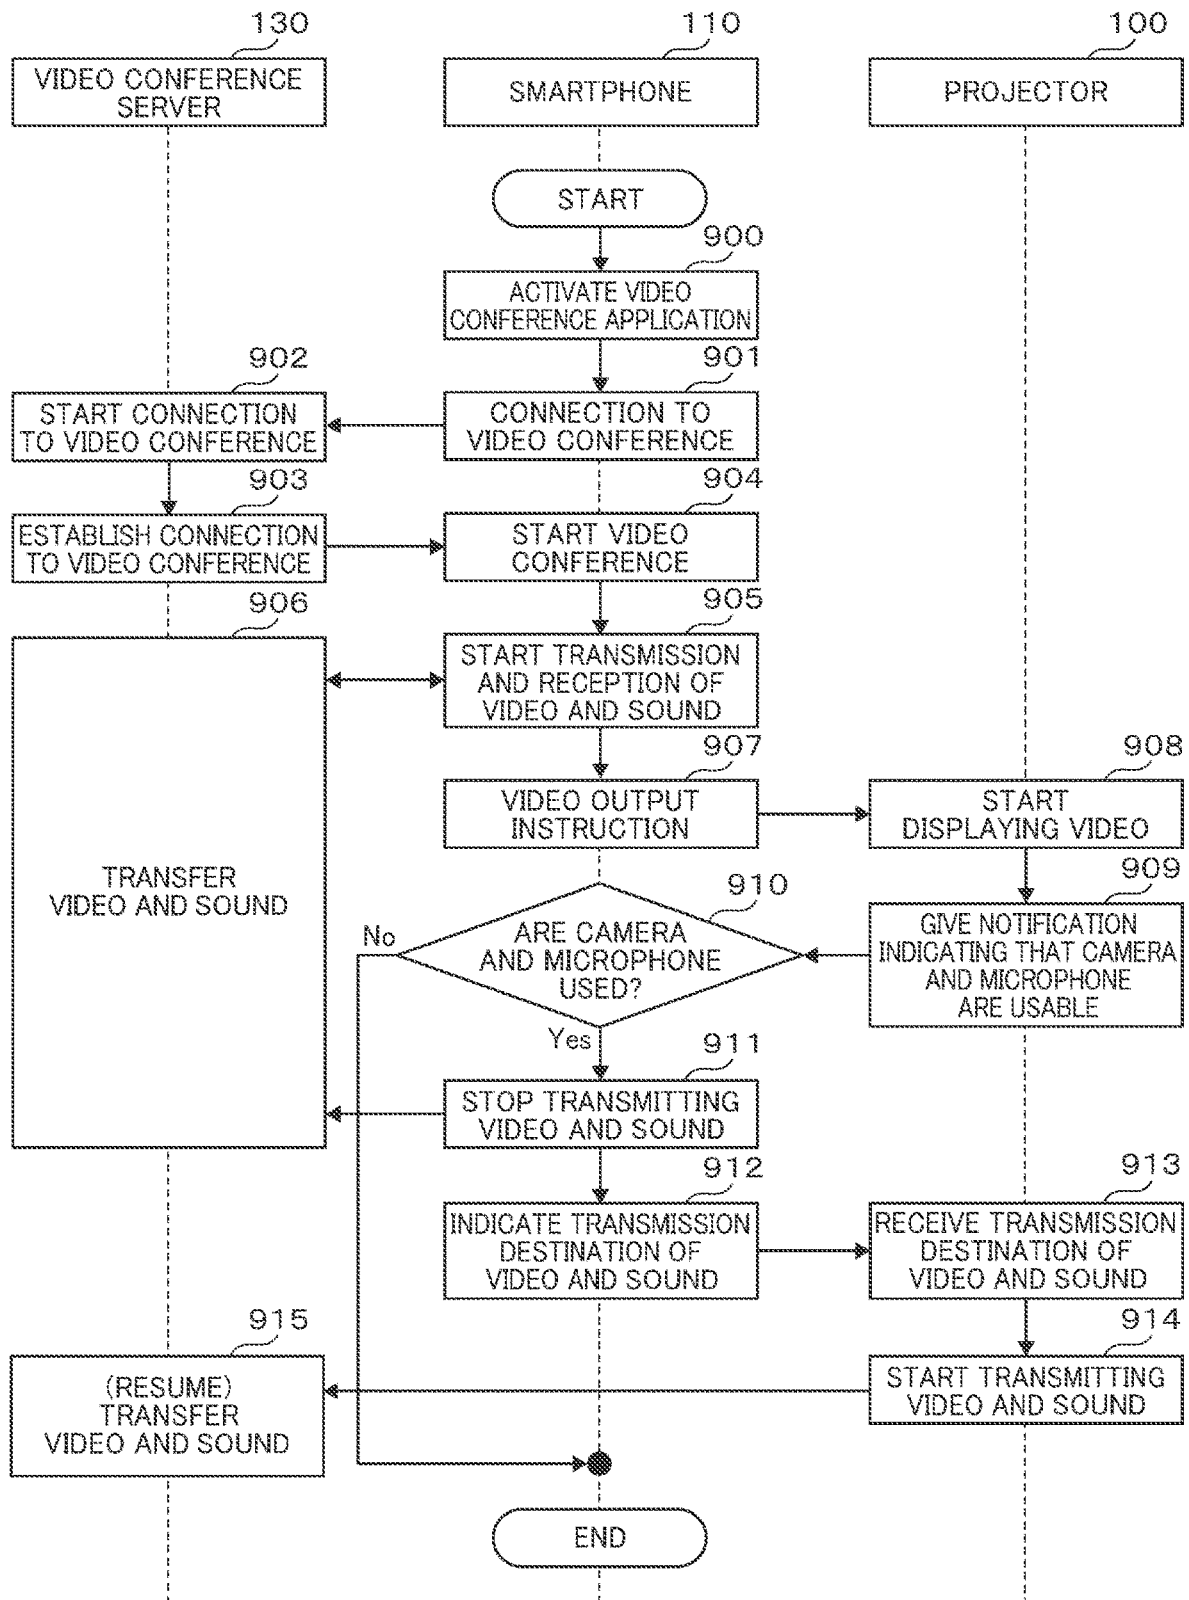 130
110
100
VIDEO CONFERENCE
SERVER
SMARTPHONE
PROJECTOR
START
900
ACTIVATE VIDEO
CONFERENCE APPLICATION
902
901
START CONNECTION
TO VIDEO CONFERENCE
CONNECTION TO
VIDEO CONFERENCE
903
904
ESTABLISH CONNECTION
TO VIDEO CONFERENCE
START VIDEO
CONFERENCE
906
905
START TRANSMISSION
AND RECEPTION OF
VIDEO AND SOUND
907
908
VIDEO OUTPUT
INSTRUCTION
START
DISPLAYING VIDEO
TRANSFER
VIDEO AND SOUND
910
909
No
ARE CAMERA
AND MICROPHONE
USED?
GIVE NOTIFICATION
INDICATING THAT CAMERA
AND MICROPHONE
ARE USABLE
Yes
911
STOP TRANSMITTING
VIDEO AND SOUND
912
913
INDICATE TRANSMISSION
DESTINATION OF
VIDEO AND SOUND
RECEIVE TRANSMISSION
DESTINATION OF
VIDEO AND SOUND
915
914
(RESUME)
TRANSFER
VIDEO AND SOUND
START TRANSMITTING
VIDEO AND SOUND
END